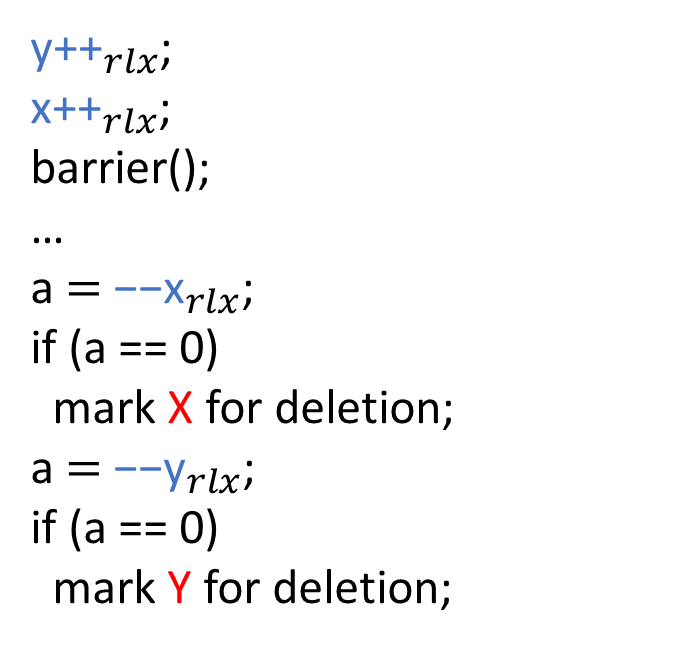 y++rlx;
x++rlx;
barrier();
...
a = −−xrlx;
if (a == 0)
mark X for deletion;
a = −−yrlx;
if (a == 0)
mark Y for deletion;